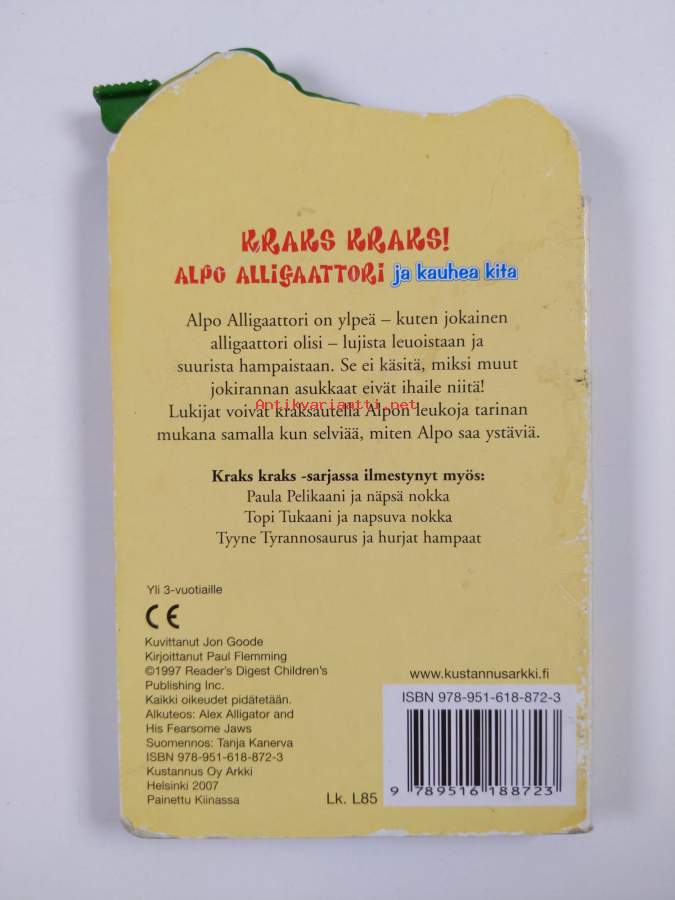 KRAKS KRAKS!
ALPO ALLIGAATTORI ja kauhea kita
Alpo Alligaattori on ylpeä – kuten jokainen
alligaattori olisi – lujista leuoistaan ja
suurista hampaistaan. Se ei käsitä, miksi muut
jokirannan asukkaat eivät ihaile niitä!
Antikvariaatti.net
Lukijat voivat kraksautella Alpon leukoja tarinan
mukana samalla kun selviää, miten Alpo saa ystäviä.
Kraks kraks -sarjassa ilmestynyt myös:
Paula Pelikaani ja näpsä nokka
Topi Tukaani ja napsuva nokka
Tyyne Tyrannosaurus ja hurjat hampaat
Yli 3-vuotiaille
CE
Kuvittanut Jon Goode
Kirjoittanut Paul Flemming
©1997 Reader's Digest Children's
Publishing Inc.
Kaikki oikeudet pidätetään.
Alkuteos: Alex Alligator and
His Fearsome Jaws
Suomennos: Tanja Kanerva
ISBN 978-951-618-872-3
Kustannus Oy Arkki
Helsinki 2007
Painettu Kiinassa
Lk. L85
www.kustannusarkki.fi
ISBN 978-951-618-872-3
9 789516 188723